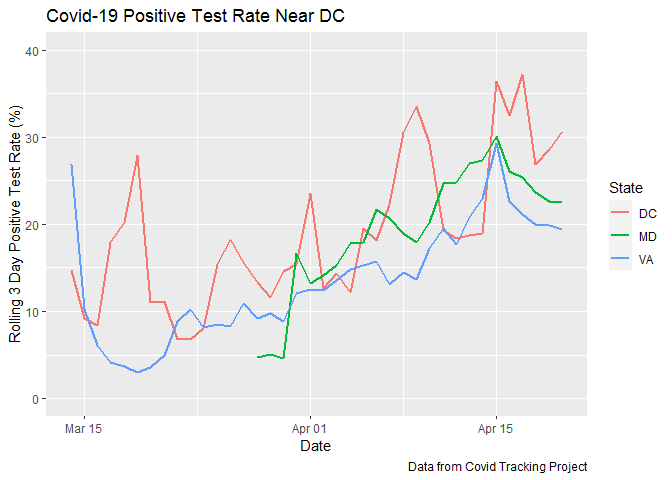 Covid-19 Positive Test Rate Near DC
Rolling 3 Day Positive Test Rate (%)
40
30
20
10
0
Mar 15
Apr 01
Apr 15
Date
State
DC
MD
VA
Data from Covid Tracking Project